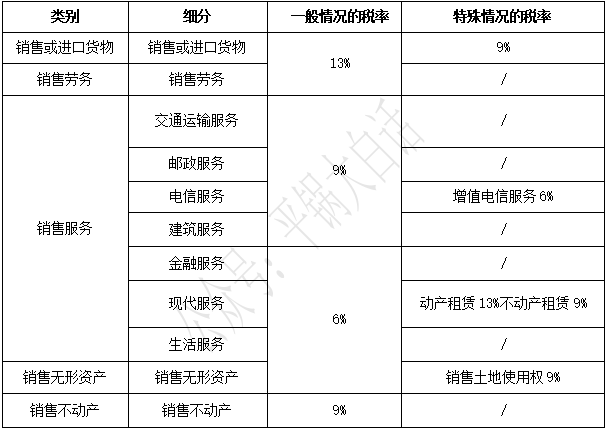 类别 细分 一般情况的税率 特殊情况的税率
销售或进口货物 销售或进口货物 13% 9%
销售劳务 销售劳务 /
销售服务 交通运输服务 9% /
邮政服务 /
电信服务 增值电信服务6%
建筑服务 /
金融服务 6% /
现代服务 动产租赁13%不动产租赁9%
生活服务 /
销售无形资产 销售无形资产 销售土地使用权9%
销售不动产 销售不动产 9% /
公众号：平锅大白话